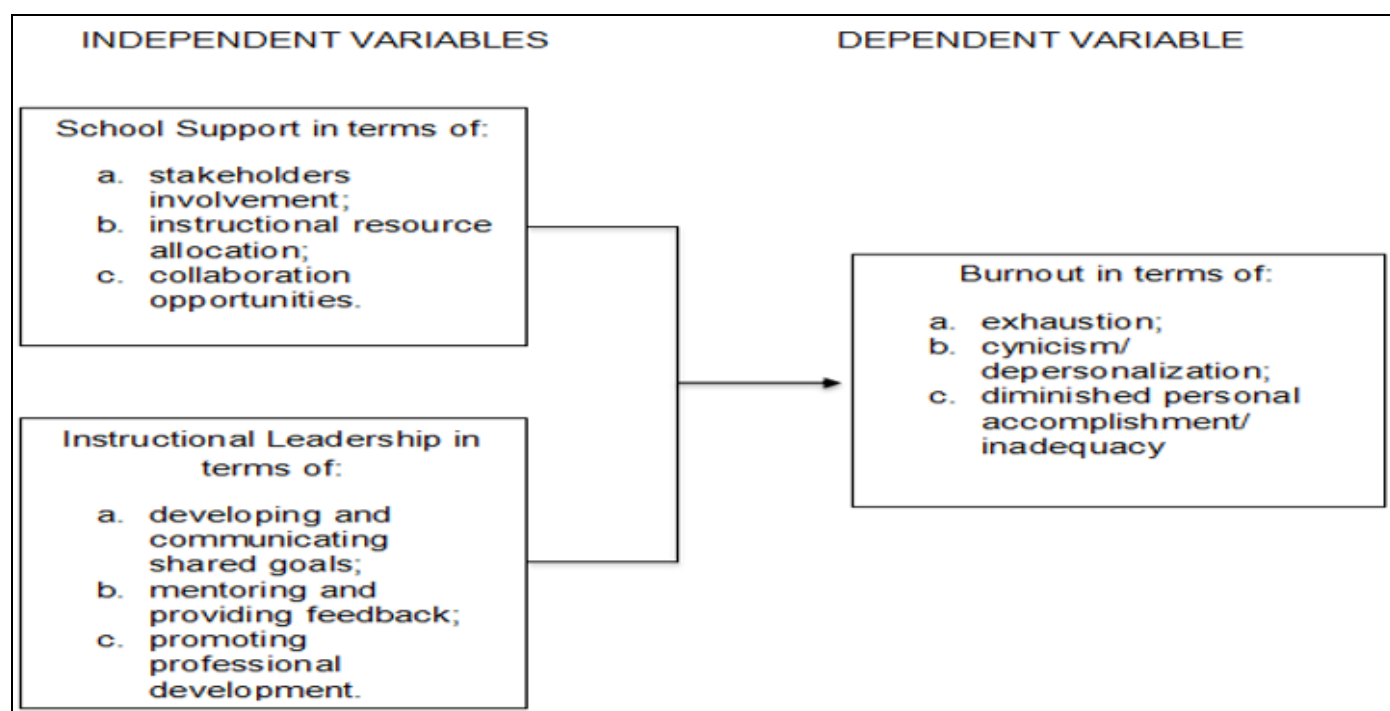 INDEPENDENT VARIABLES
DEPENDENT VARIABLE
School Support in terms of:
a. stakeholders
involvement;
b. instructional resource
allocation;
c. collaboration
opportunities.
Instructional Leadership in
terms of:
a. developing and
communicating
shared goals;
b. mentoring and
providing feedback;
c. promoting
professional
development.
Burnout in terms of:
a. exhaustion;
b. cynicism/
depersonalization;
c. diminished personal
accomplishment/
inadequacy